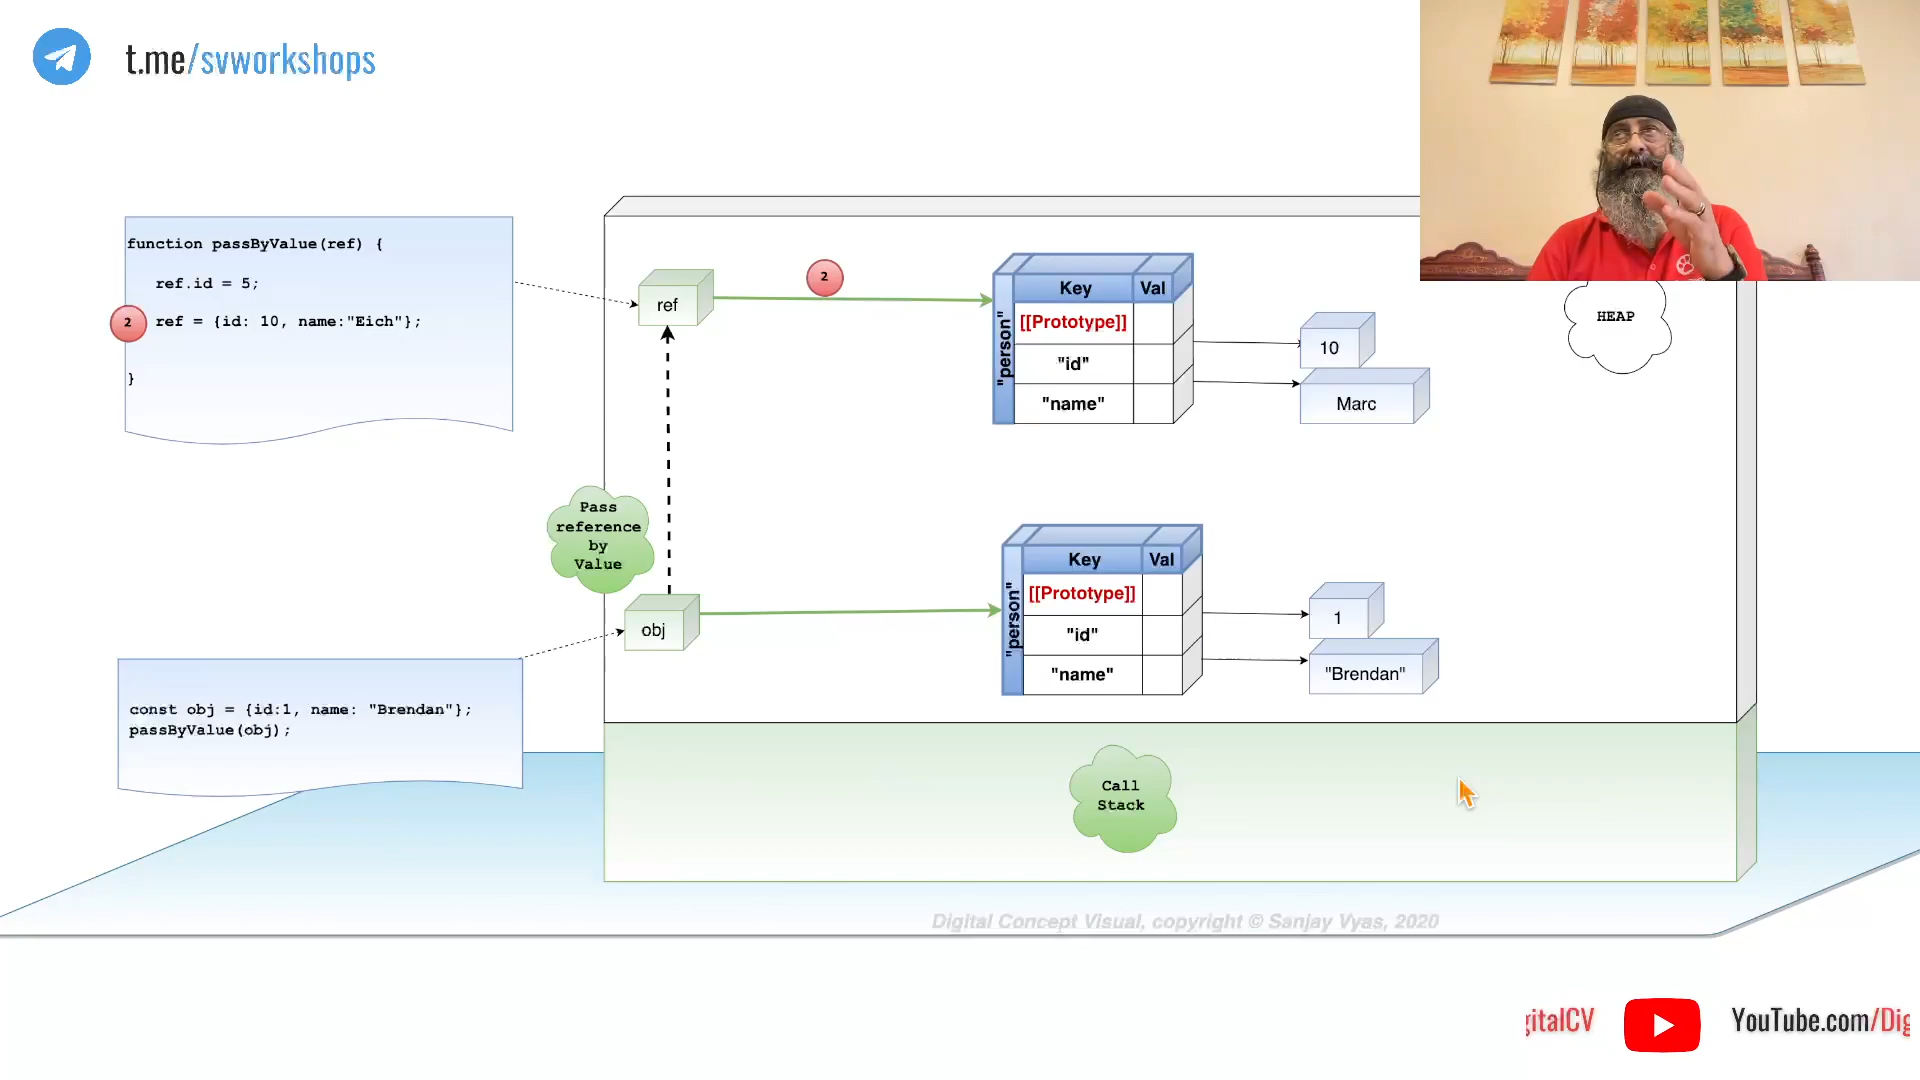 t.me/svworkshops
function passByValue(ref) {
ref.id = 5;
2
ref = {id: 10, name:"Eich"};
}
ref
2
"person"
Key Val
[[Prototype]]
"id"
"name"
10
Marc
HEAP
Pass
reference
by
Value
obj
"person"
Key Val
[[Prototype]]
"id"
"name"
1
"Brendan"
const obj = {id:1, name: "Brendan"};
passByValue(obj);
Call
Stack
Digital Concept Visual, copyright © Sanjay Vyas, 2020
gitalCV
YouTube.com/Dig